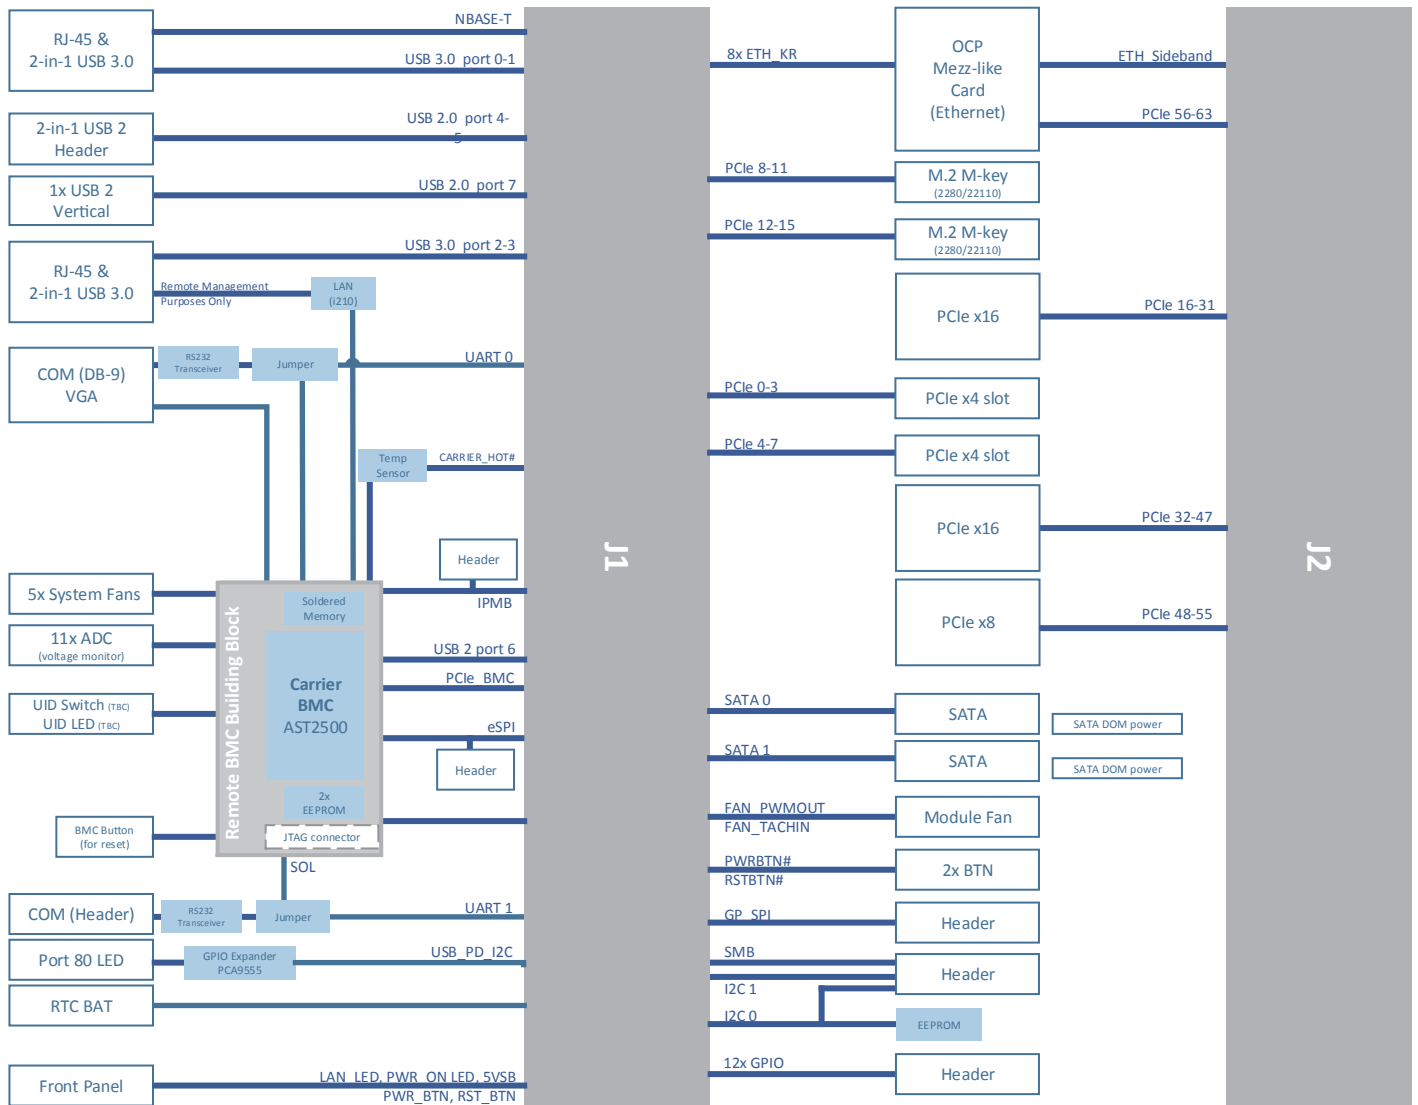 RJ-45 &
2-in-1 USB 3.0
NBASE-T
USB 3.0 port 0-1
2-in-1 USB 2
Header
USB 2.0 port 4-
5
1x USB 2
Vertical
USB 2.0 port 7
RJ-45 &
2-in-1 USB 3.0
USB 3.0 port 2-3
Remote Management
Purposes Only
LAN
(i210)
COM (DB-9)
VGA
RS232
Transceiver
Jumper
UART 0
Temp
Sensor
CARRIER_HOT#
Header
IPMB
5x System Fans
11x ADC
(voltage monitor)
UID Switch (TBC)
UID LED (TBC)
BMC Button
(for reset)
Remote BMC Building Block
Soldered
Memory
Carrier
BMC
AST2500
2x
EEPROM
JTAG connector
USB 2 port 6
PCIe_BMC
eSPI
Header
SOL
COM (Header)
RS232
Transceiver
Jumper
UART 1
Port 80 LED
GPIO Expander
PCA9555
USB_PD_I2C
RTC BAT
Front Panel
LAN_LED, PWR_ON LED, 5VSB
PWR_BTN, RST_BTN
J1
8x ETH_KR
OCP
Mezz-like
Card
(Ethernet)
ETH_Sideband
PCIe 56-63
PCIe 8-11
M.2 M-key
(2280/22110)
PCIe 12-15
M.2 M-key
(2280/22110)
PCIe x16
PCIe 16-31
PCIe 0-3
PCIe x4 slot
PCIe 4-7
PCIe x4 slot
PCIe x16
PCIe 32-47
PCIe x8
PCIe 48-55
SATA 0
SATA
SATA DOM power
SATA 1
SATA
SATA DOM power
FAN_PWMOUT
FAN_TACHIN
Module Fan
PWRBTN#
RSTBTN#
2x BTN
GP_SPI
Header
SMB
I2C 1
Header
I2C 0
EEPROM
12x GPIO
Header
J2